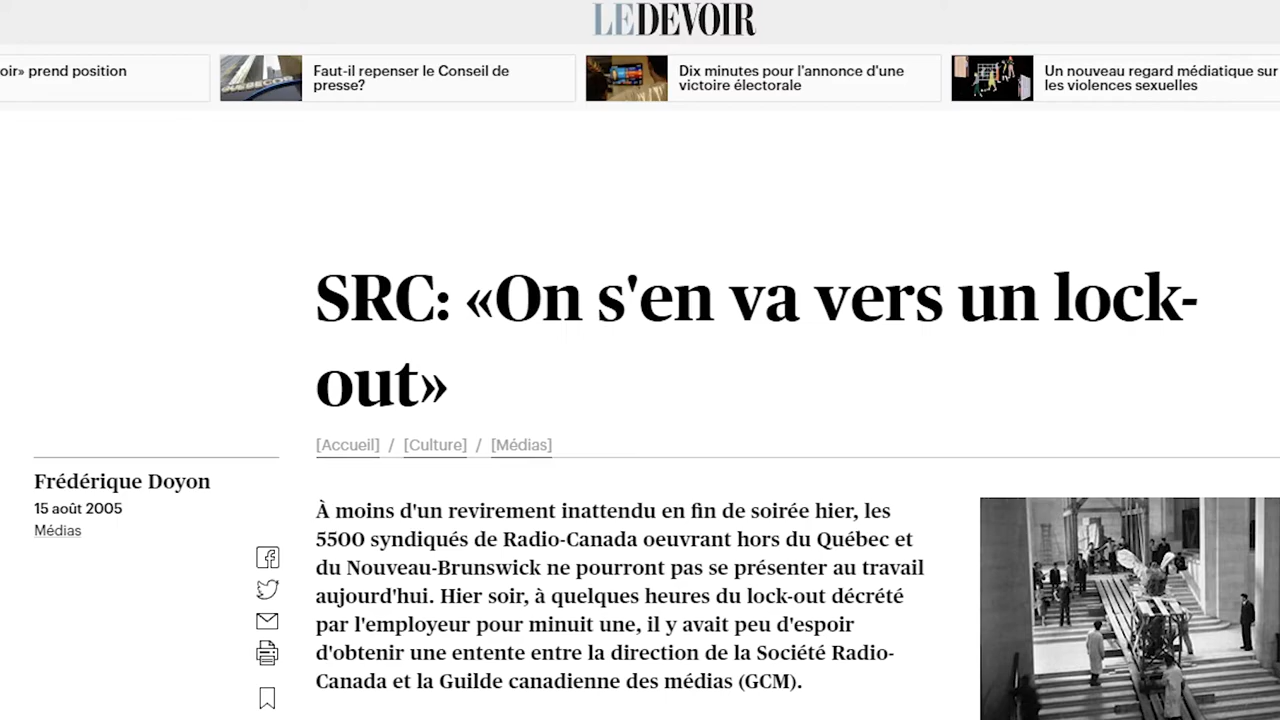 LE DEVOIR
oir» prend position
Faut-il repenser le Conseil de
presse?
Dix minutes pour l'annonce d'une
victoire électorale
Un nouveau regard médiatique sur
les violences sexuelles
SRC: «On s'en va vers un lock-
out»
[Accueil] / [Culture] / [Médias]
Frédérique Doyon
15 août 2005
Médias
À moins d'un revirement inattendu en fin de soirée hier, les
5500 syndiqués de Radio-Canada oeuvrant hors du Québec et
du Nouveau-Brunswick ne pourront pas se présenter au travail
aujourd'hui. Hier soir, à quelques heures du lock-out décrété
par l'employeur pour minuit une, il y avait peu d'espoir
d'obtenir une entente entre la direction de la Société Radio-
Canada et la Guilde canadienne des médias (GCM).